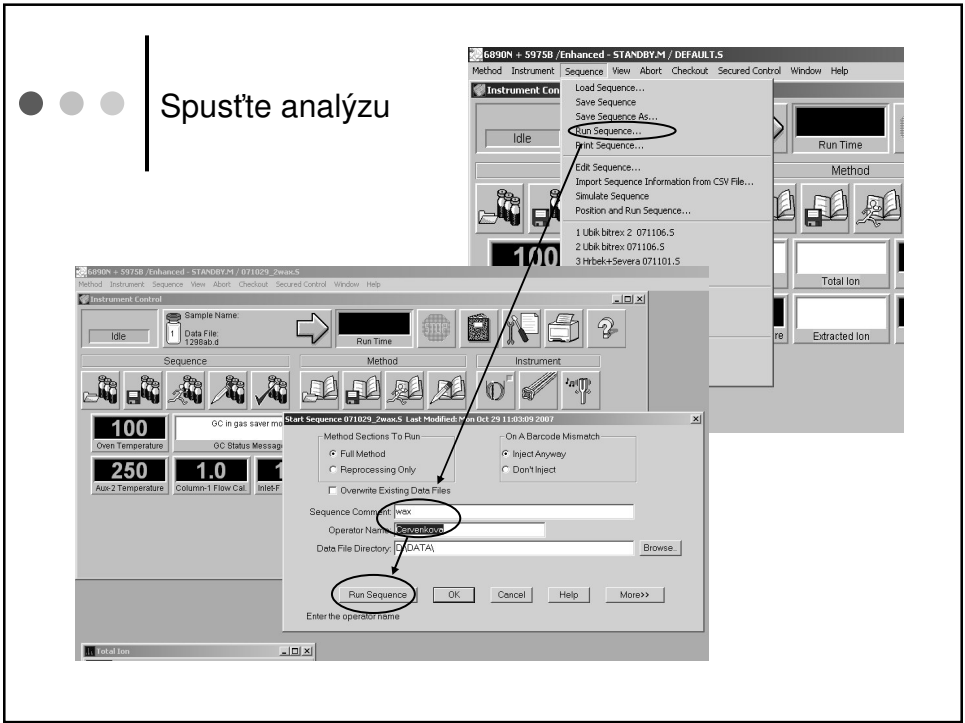 Spusťte analýzu
6890N + 5975B /Enhanced - STANDBY.M / DEFAULT.S
Method Instrument Sequence View Abort Checkout Secured Control Window Help
Instrument Con
Load Sequence...
Save Sequence
Save Sequence As...
Run Sequence...
Print Sequence...
Edit Sequence...
Import Sequence Information from CSV File...
Simulate Sequence
Position and Run Sequence...
1 Ubik bitrex 2 071106.S
2 Ubik bitrex 071106.S
3 Hrbek+Severa 071101.S
Idle
Run Time
Method
100
Total Ion
re
Extracted Ion
6890N + 5975B /Enhanced - STANDBY.M / 071029_2wax.S
Method Instrument Sequence View Abort Checkout Secured Control Window Help
Instrument Control
Idle
Sample Name:
1
Data File:
1298ab.d
Run Time
Sequence
Method
Instrument
100
Oven Temperature
GC in gas saver mo
GC Status Messag
250
Aux-2 Temperature
1.0
Column-1 Flow Cal.
1
Inlet-F
Start Sequence 071029_2wax.S Last Modified: Mon Oct 29 11:03:09 2007
Method Sections To Run
Full Method
Reprocessing Only
On A Barcode Mismatch
Inject Anyway
Don't Inject
Overwrite Existing Data Files
Sequence Comment: wax
Operator Name: Cervenkova
Data File Directory: D:\DATA\
Browse..
Run Sequence OK Cancel Help More>>
Enter the operator name
Total Ion